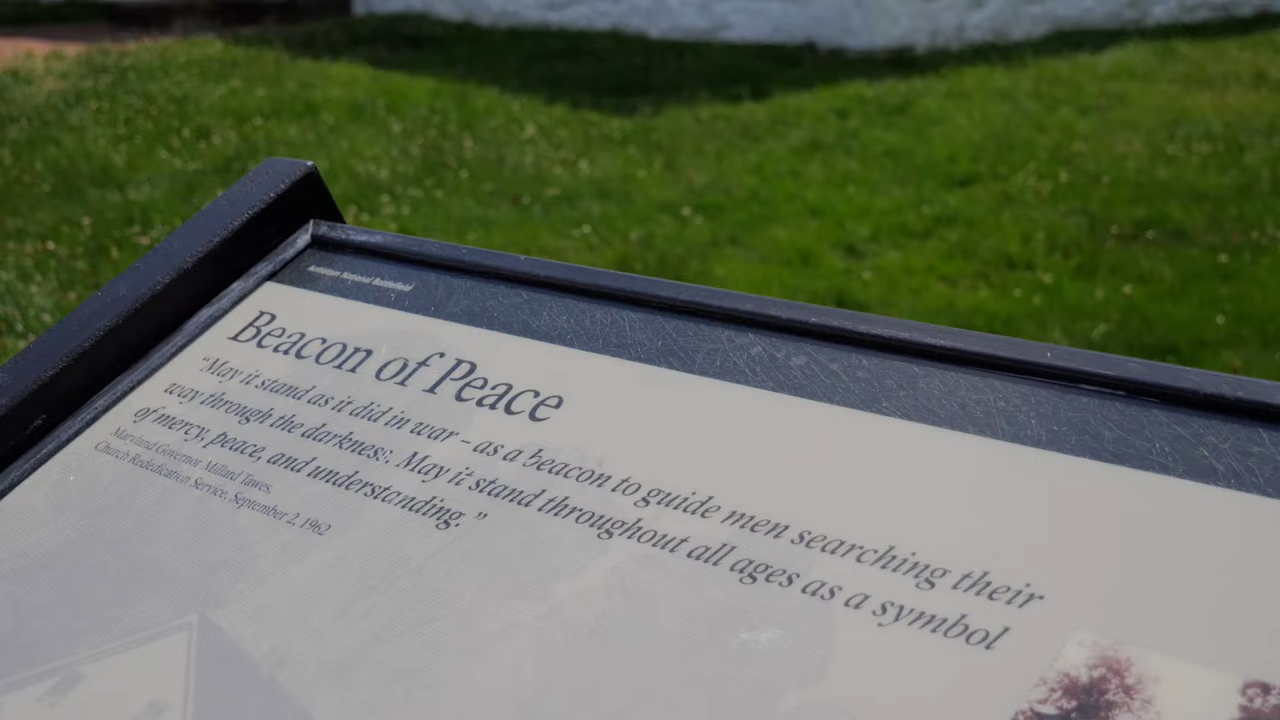 Antietam National Battlefield
Beacon of Peace
“May it stand as it did in war – as a beacon to guide men searching their
way through the darkness. May it stand throughout all ages as a symbol
of mercy, peace, and understanding.”
Maryland Governor Millard Tawes,
Church Rededication Service, September 2, 1962